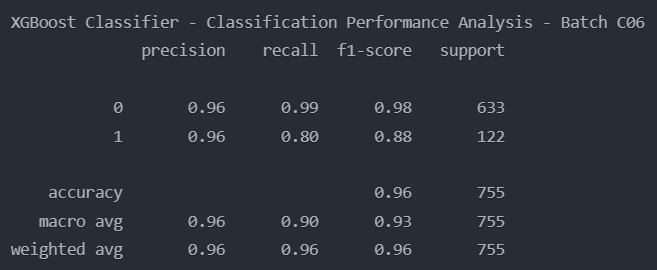 XGBoost Classifier - Classification Performance Analysis - Batch C06
precision recall f1-score support
0 0.96 0.99 0.98 633
1 0.96 0.80 0.88 122
accuracy 0.96 755
macro avg 0.96 0.90 0.93 755
weighted avg 0.96 0.96 0.96 755